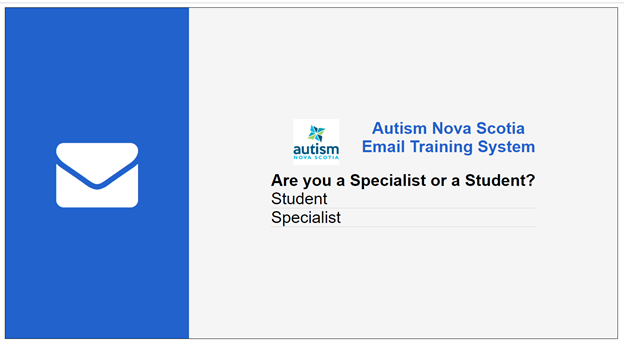 autism
NOVA SCOTIA
Autism Nova Scotia
Email Training System
Are you a Specialist or a Student?
Student
Specialist